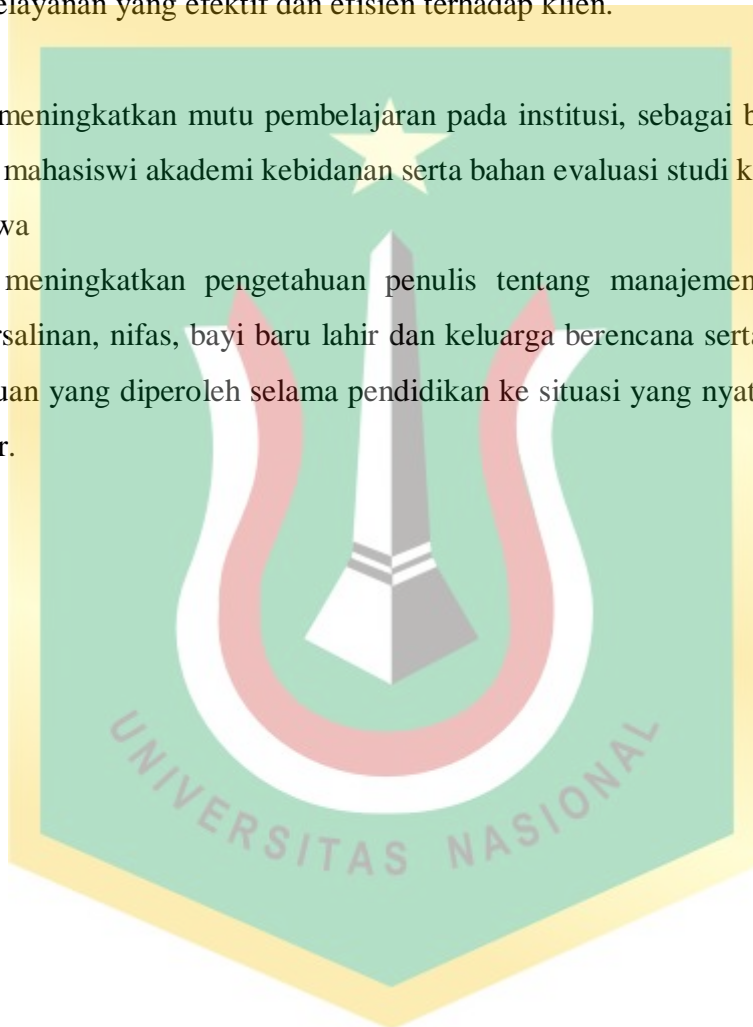 elayanan yang efektif dan efisien terhadap klien.
meningkatkan mutu pembelajaran pada institusi, sebagai b
mahasiswi akademi kebidanan serta bahan evaluasi studi k
wa
meningkatkan pengetahuan penulis tentang manajemen
rsalinan, nifas, bayi baru lahir dan keluarga berencana serta
uan yang diperoleh selama pendidikan ke situasi yang nyat
r.
UNIVERSITAS NASIONAL